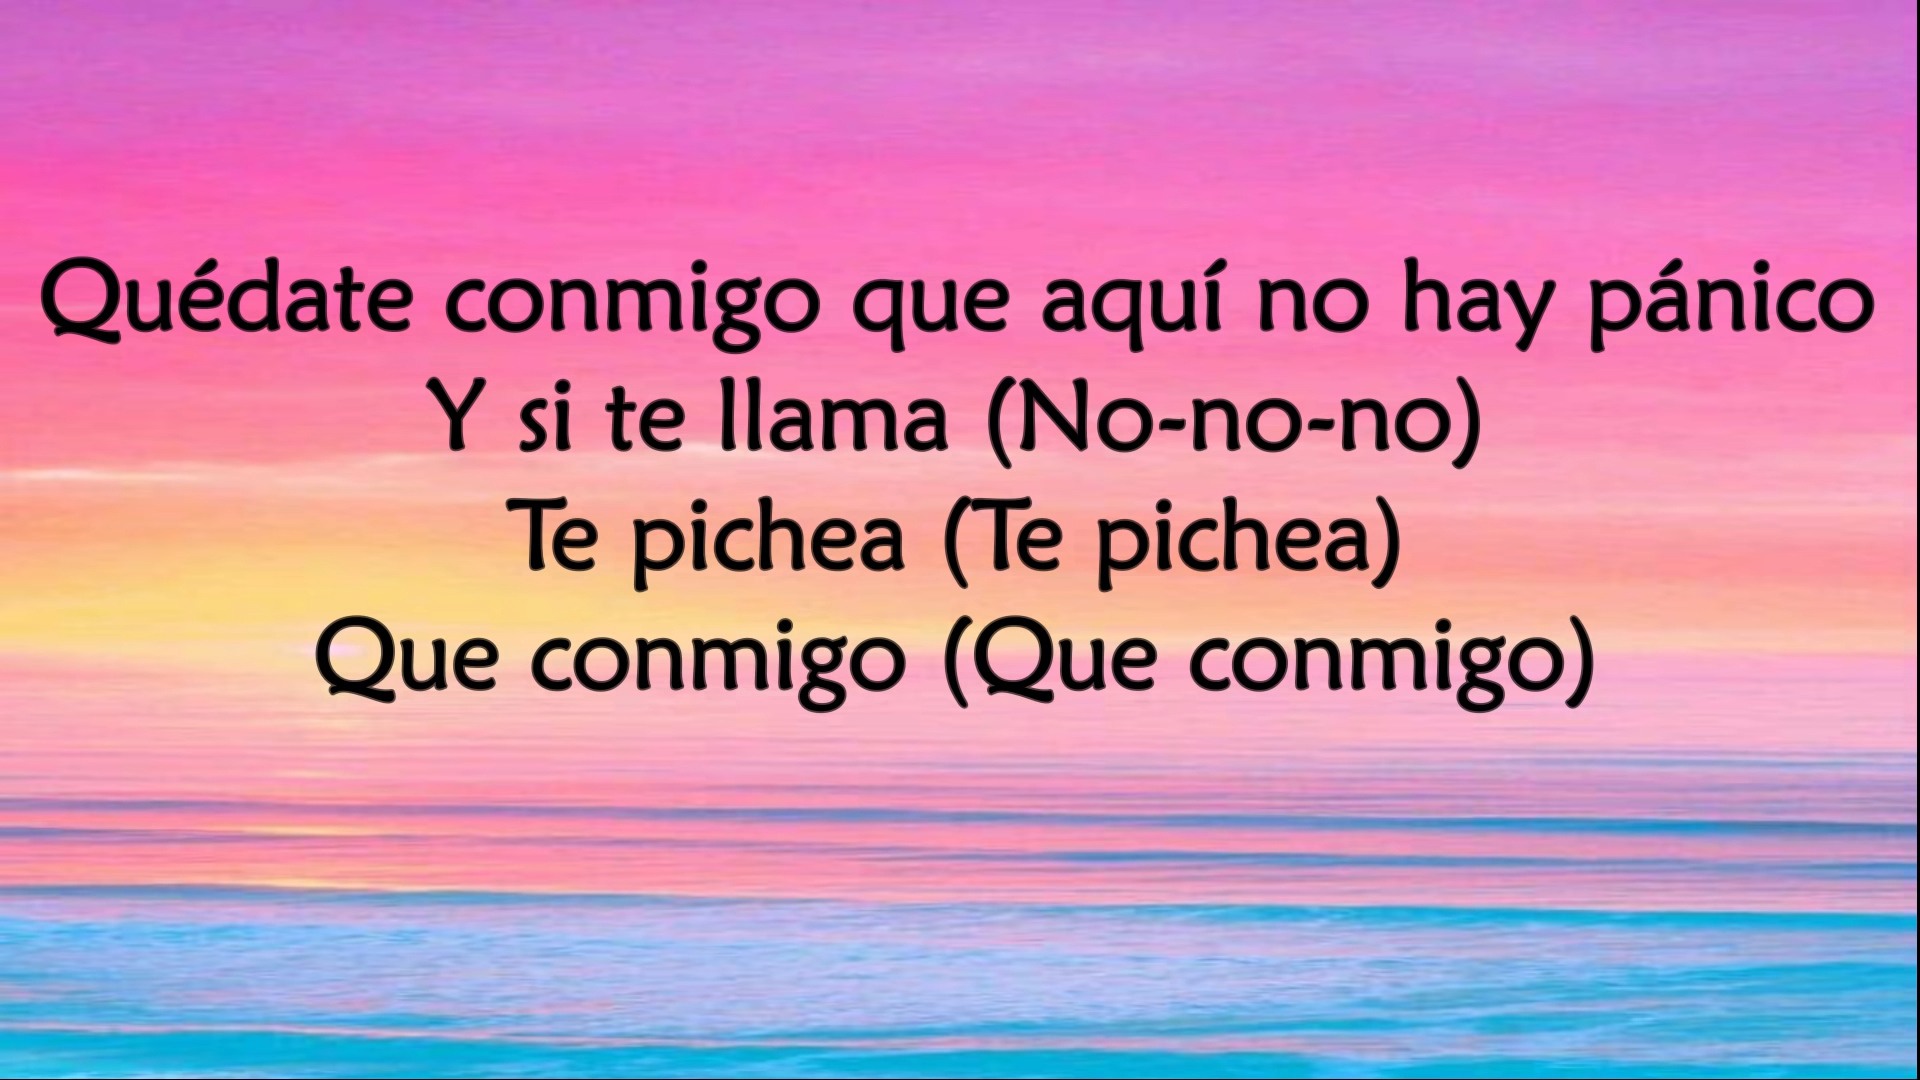 Quédate conmigo que aquí no hay pánico
Y si te llama (No-no-no)
Te pichea (Te pichea)
Que conmigo (Que conmigo)